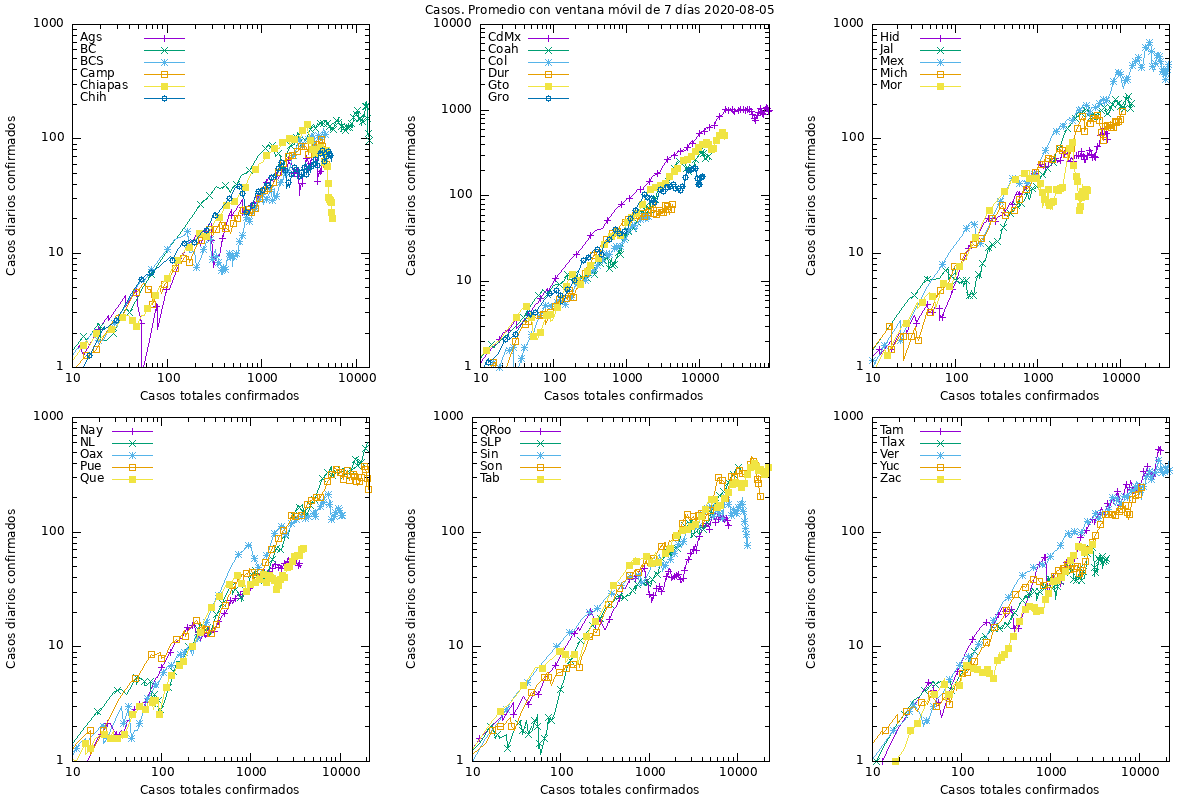 Casos. Promedio con ventana móvil de 7 días 2020-08-05
1000
100
10
1
Casos diarios confirmados
Ags
BC
BCS
Camp
Chiapas
Chih
10 100 1000 10000
Casos totales confirmados
10000
1000
100
10
1
Casos diarios confirmados
CdMx
Coah
Col
Dur
Gto
Gro
10 100 1000 10000
Casos totales confirmados
1000
100
10
1
Casos diarios confirmados
Hid
Jal
Mex
Mich
Mor
10 100 1000 10000
Casos totales confirmados
1000
100
10
1
Casos diarios confirmados
Nay
NL
Oax
Pue
Que
10 100 1000 10000
Casos totales confirmados
1000
100
10
1
Casos diarios confirmados
QRoo
SLP
Sin
Son
Tab
10 100 1000 10000
Casos totales confirmados
1000
100
10
1
Casos diarios confirmados
Tam
Tlax
Ver
Yuc
Zac
10 100 1000 10000
Casos totales confirmados